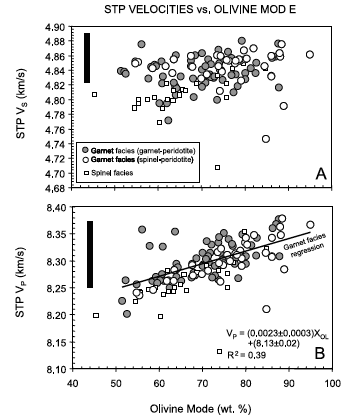 STP VELOCITIES vs. OLIVINE MOD E
4.90
4.88
4.86
4.84
4.82
4.80
4.78
4.76
4.74
4.72
4.70
4.68
STP VS (km/s)
Garnet facies (garnet-peridotite)
Garnet facies (spinel-peridotite)
Spinel facies
A
8.40
8.35
8.30
8.25
8.20
8.15
8.10
STP VP (km/s)
Garnet facies
regression
VP = (0,0023±0,0003)XOL
+(8,13±0,02)
R2 = 0,39
B
40 50 60 70 80 90 100
Olivine Mode (wt. %)